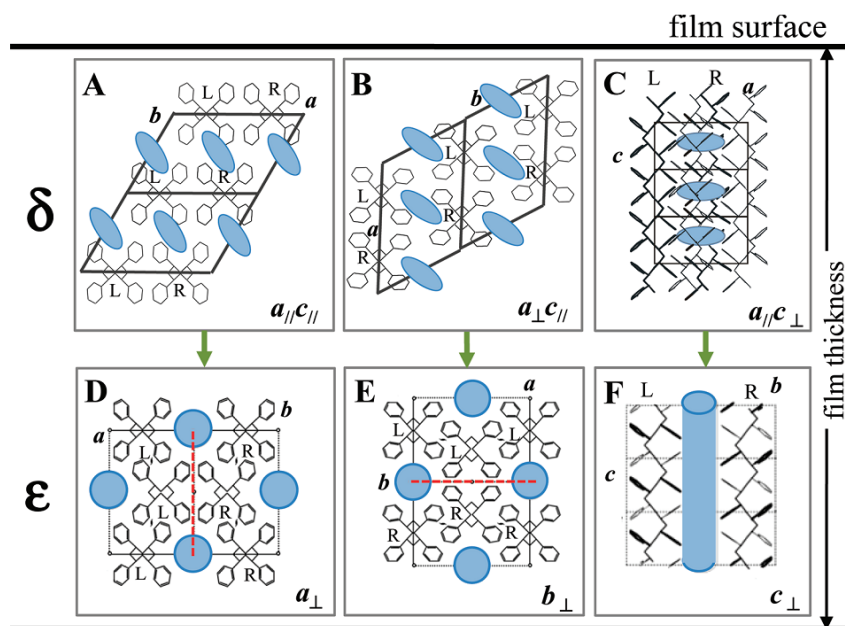 film surface
A
L
R
b
a
L
R
L
R
a//c//
B
b
L
L
R
L
R
a
R
a⊥c//
C
L
R
a
c
a//c⊥
δ
film thickness
D
a
b
L
R
L
R
L
R
a⊥
E
a
L
L
L
b
R
R
R
b⊥
F
L
R
b
c
c⊥
ε